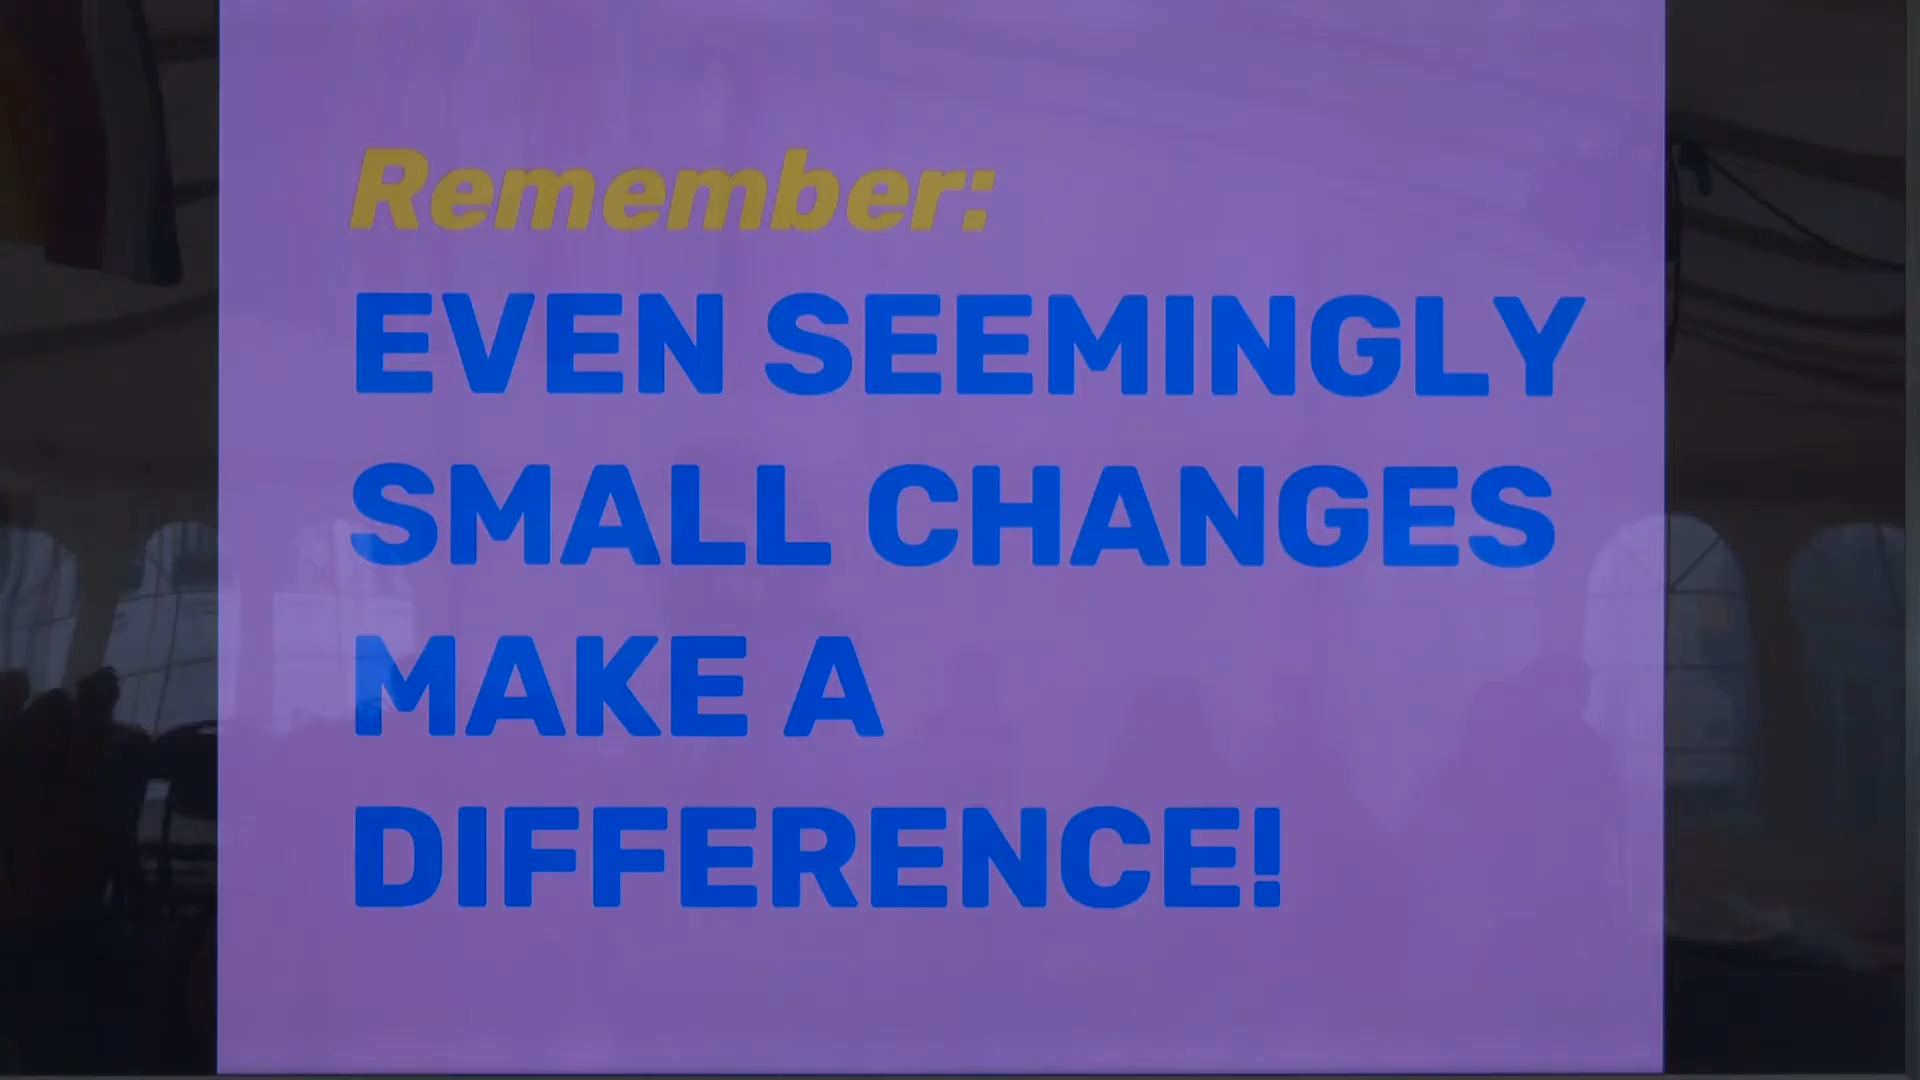 Remember:
EVEN SEEMINGLY
SMALL CHANGES
MAKE A
DIFFERENCE!